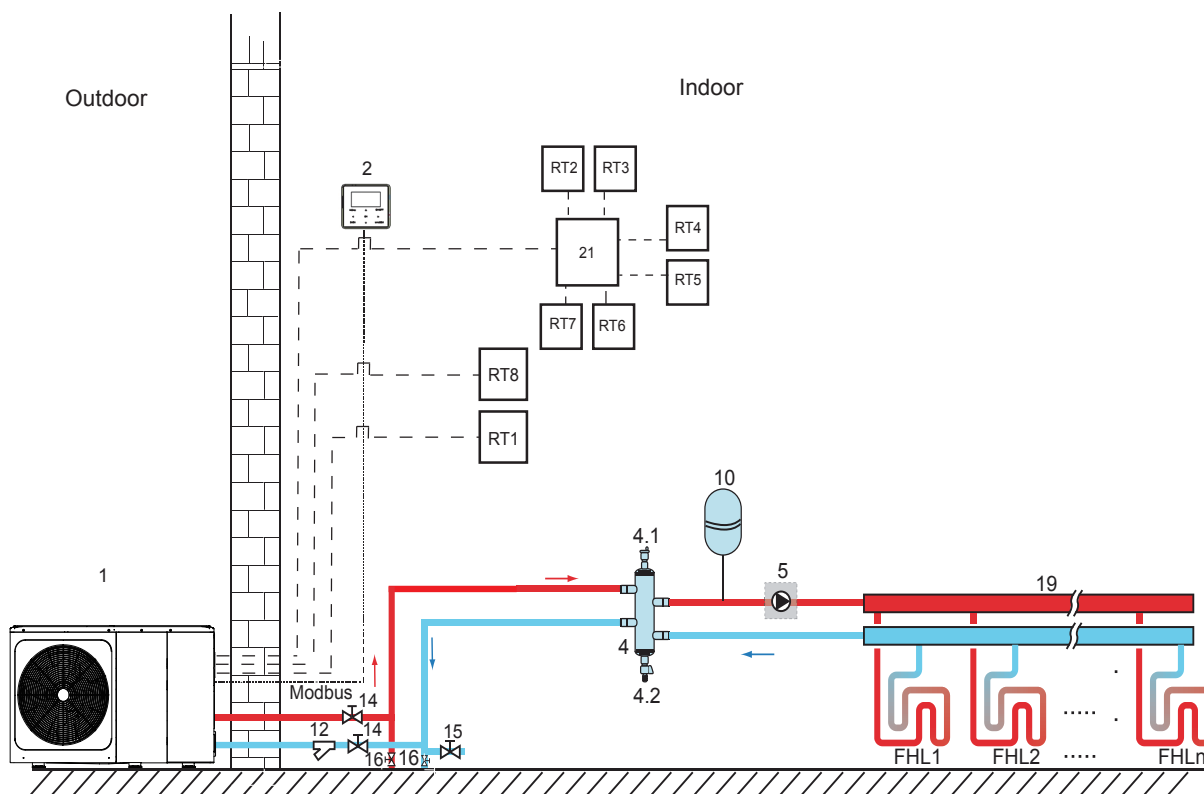 Outdoor
Indoor
2
RT2
RT3
21
RT4
RT5
RT7
RT6
RT8
RT1
10
4.1
5
19
1
4
4.2
Modbus
14
12
14
15
16
16
FHL1
FHL2
FHLn